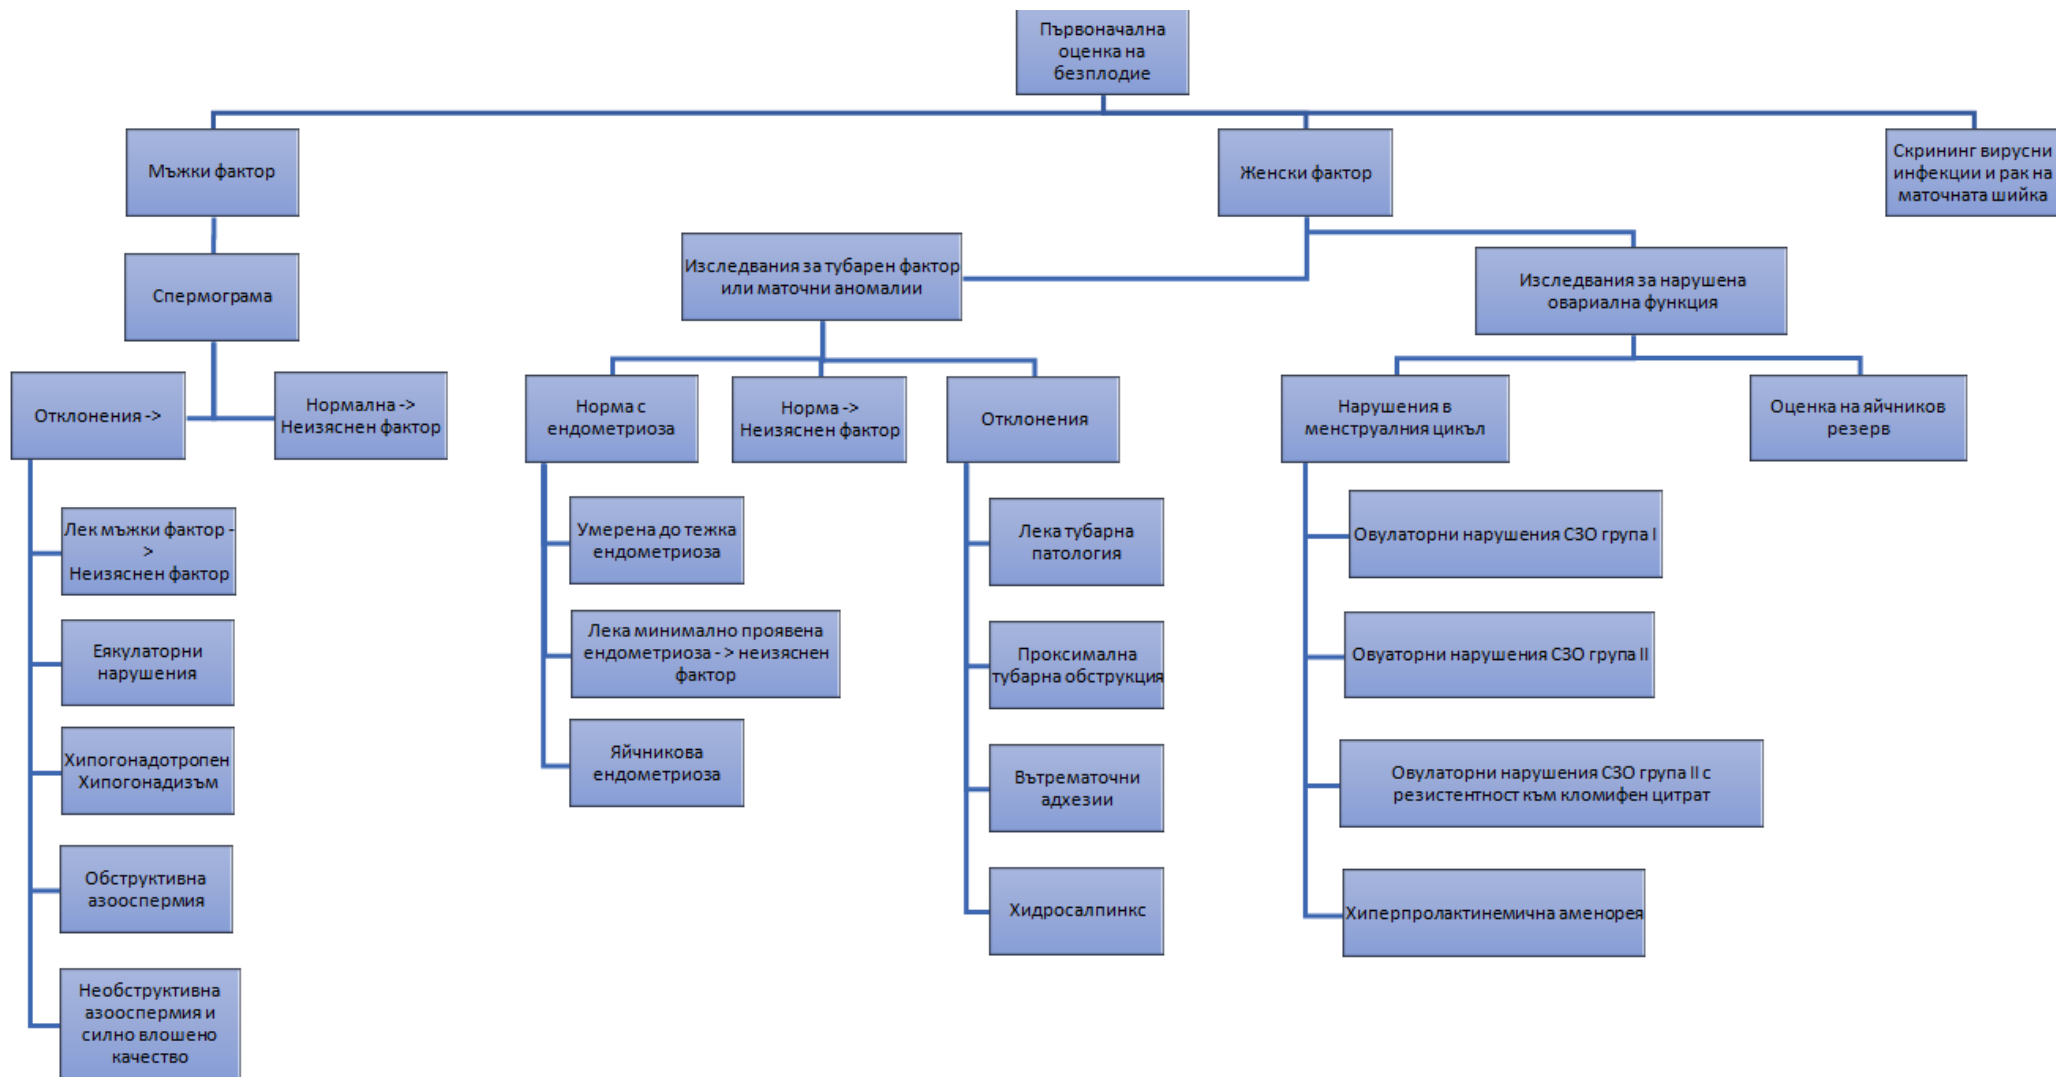 Първоначална
оценка на
безплодие
Мъжки фактор
Женски фактор
Скрининг вирусни
инфекции и рак на
маточната шийка
Спермограма
Изследвания за тубарен фактор
или маточни аномалии
Изследвания за нарушена
овариална функция
Отклонения ->
Нормална ->
Неизяснен фактор
Норма с
ендометриоза
Норма ->
Неизяснен фактор
Отклонения
Нарушения в
менструалния цикъл
Оценка на яйчников
резерв
Лек мъжки фактор -
>
Неизяснен фактор
Еякулаторни
нарушения
Хипогонадотропен
Хипогонадизъм
Обструктивна
азооспермия
Необструктивна
азооспермия и
силно влошено
качество
Умерена до тежка
ендометриоза
Лека минимално проявена
ендометриоза - > неизяснен
фактор
Яйчникова
ендометриоза
Лека тубарна
патология
Проксимална
тубарна обструкция
Вътрематочни
адхезии
Хидросалпинкс
Овулаторни нарушения СЗО група I
Овуаторни нарушения СЗО група II
Овулаторни нарушения СЗО група II с
резистентност към кломифен цитрат
Хиперпролактинемична аменорея